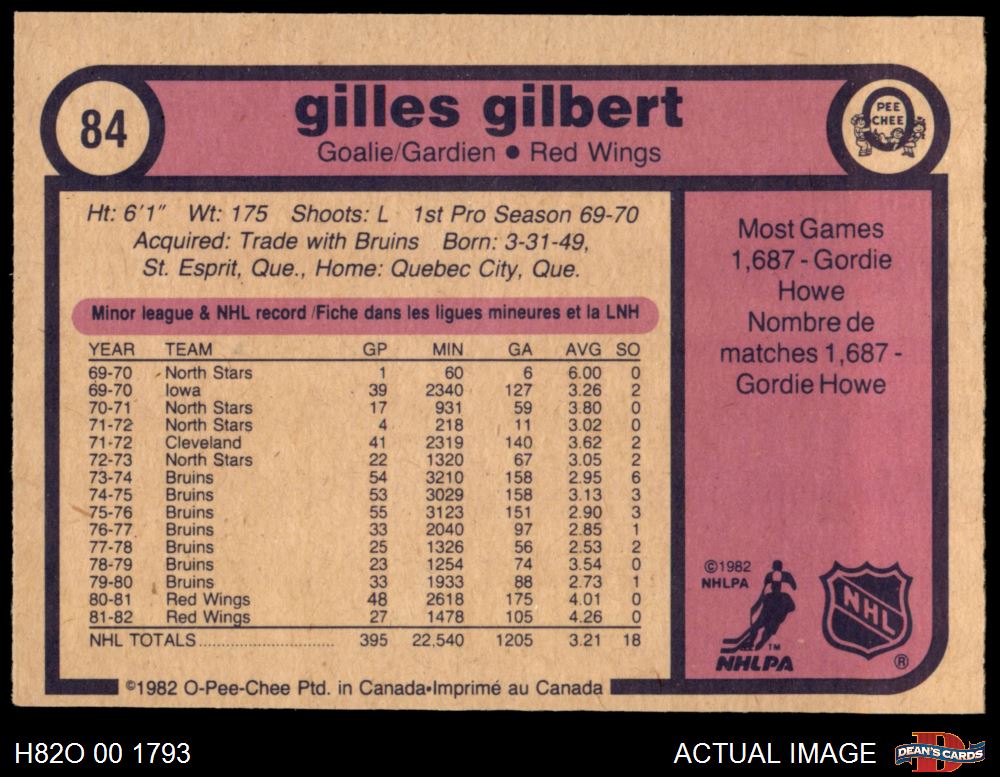 84
gilles gilbert
Goalie/Gardien • Red Wings
PEE
CHEE
Ht: 6'1" Wt: 175 Shoots: L 1st Pro Season 69-70
Acquired: Trade with Bruins Born: 3-31-49,
St. Esprit, Que., Home: Quebec City, Que.
Minor league & NHL record /Fiche dans les ligues mineures et la LNH
YEAR TEAM GP MIN GA AVG SO
69-70 North Stars 1 60 6 6.00 0
69-70 Iowa 39 2340 127 3.26 2
70-71 North Stars 17 931 59 3.80 0
71-72 North Stars 4 218 11 3.02 0
71-72 Cleveland 41 2319 140 3.62 2
72-73 North Stars 22 1320 67 3.05 2
73-74 Bruins 54 3210 158 2.95 6
74-75 Bruins 53 3029 158 3.13 3
75-76 Bruins 55 3123 151 2.90 3
76-77 Bruins 33 2040 97 2.85 1
77-78 Bruins 25 1326 56 2.53 2
78-79 Bruins 23 1254 74 3.54 0
79-80 Bruins 33 1933 88 2.73 1
80-81 Red Wings 48 2618 175 4.01 0
81-82 Red Wings 27 1478 105 4.26 0
NHL TOTALS 395 22,540 1205 3.21 18
©1982 O-Pee-Chee Ptd. in Canada•Imprimé au Canada
Most Games
1,687 - Gordie
Howe
Nombre de
matches 1,687 -
Gordie Howe
©1982
NHLPA
TM
NHLPA
NHL
®
H82O 00 1793
ACTUAL IMAGE
D
DEAN'S CARDS